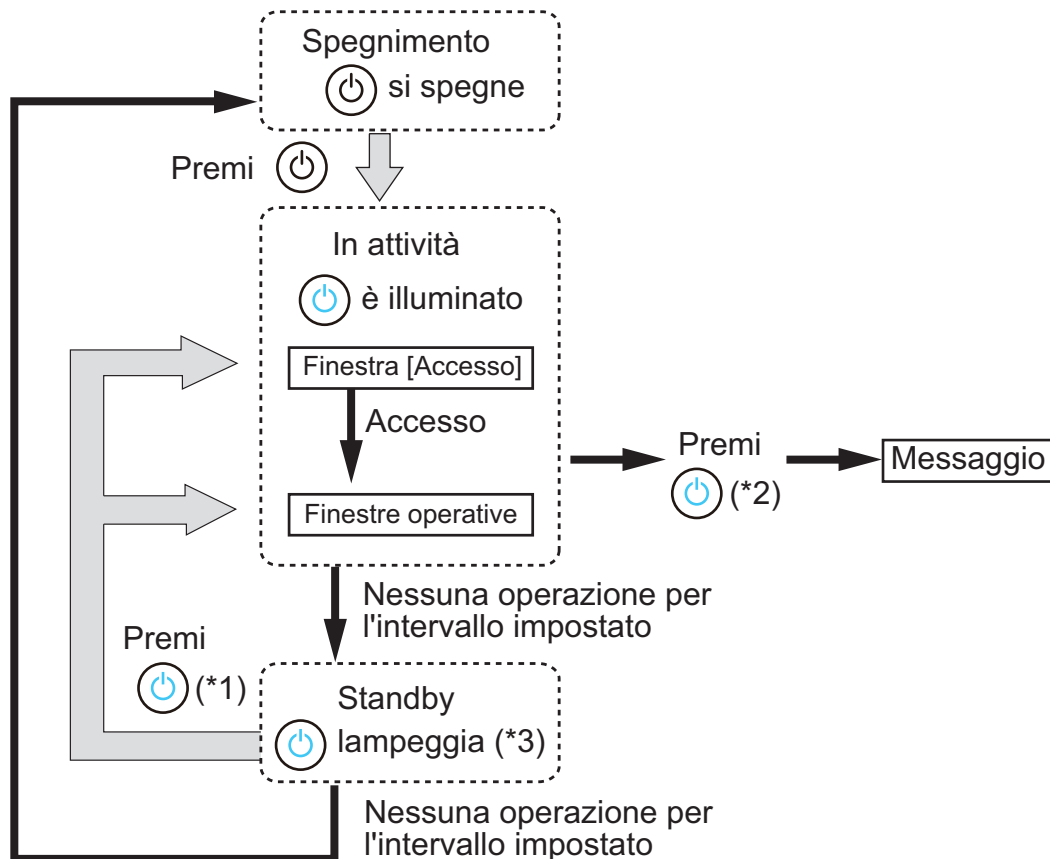 Spegnimento
si spegne
Premi
In attività
è illuminato
Finestra [Accesso]
Accesso
Finestre operative
Premi
(*2)
Messaggio
Nessuna operazione per
l'intervallo impostato
Premi
(*1)
Standby
lampeggia (*3)
Nessuna operazione per
l'intervallo impostato